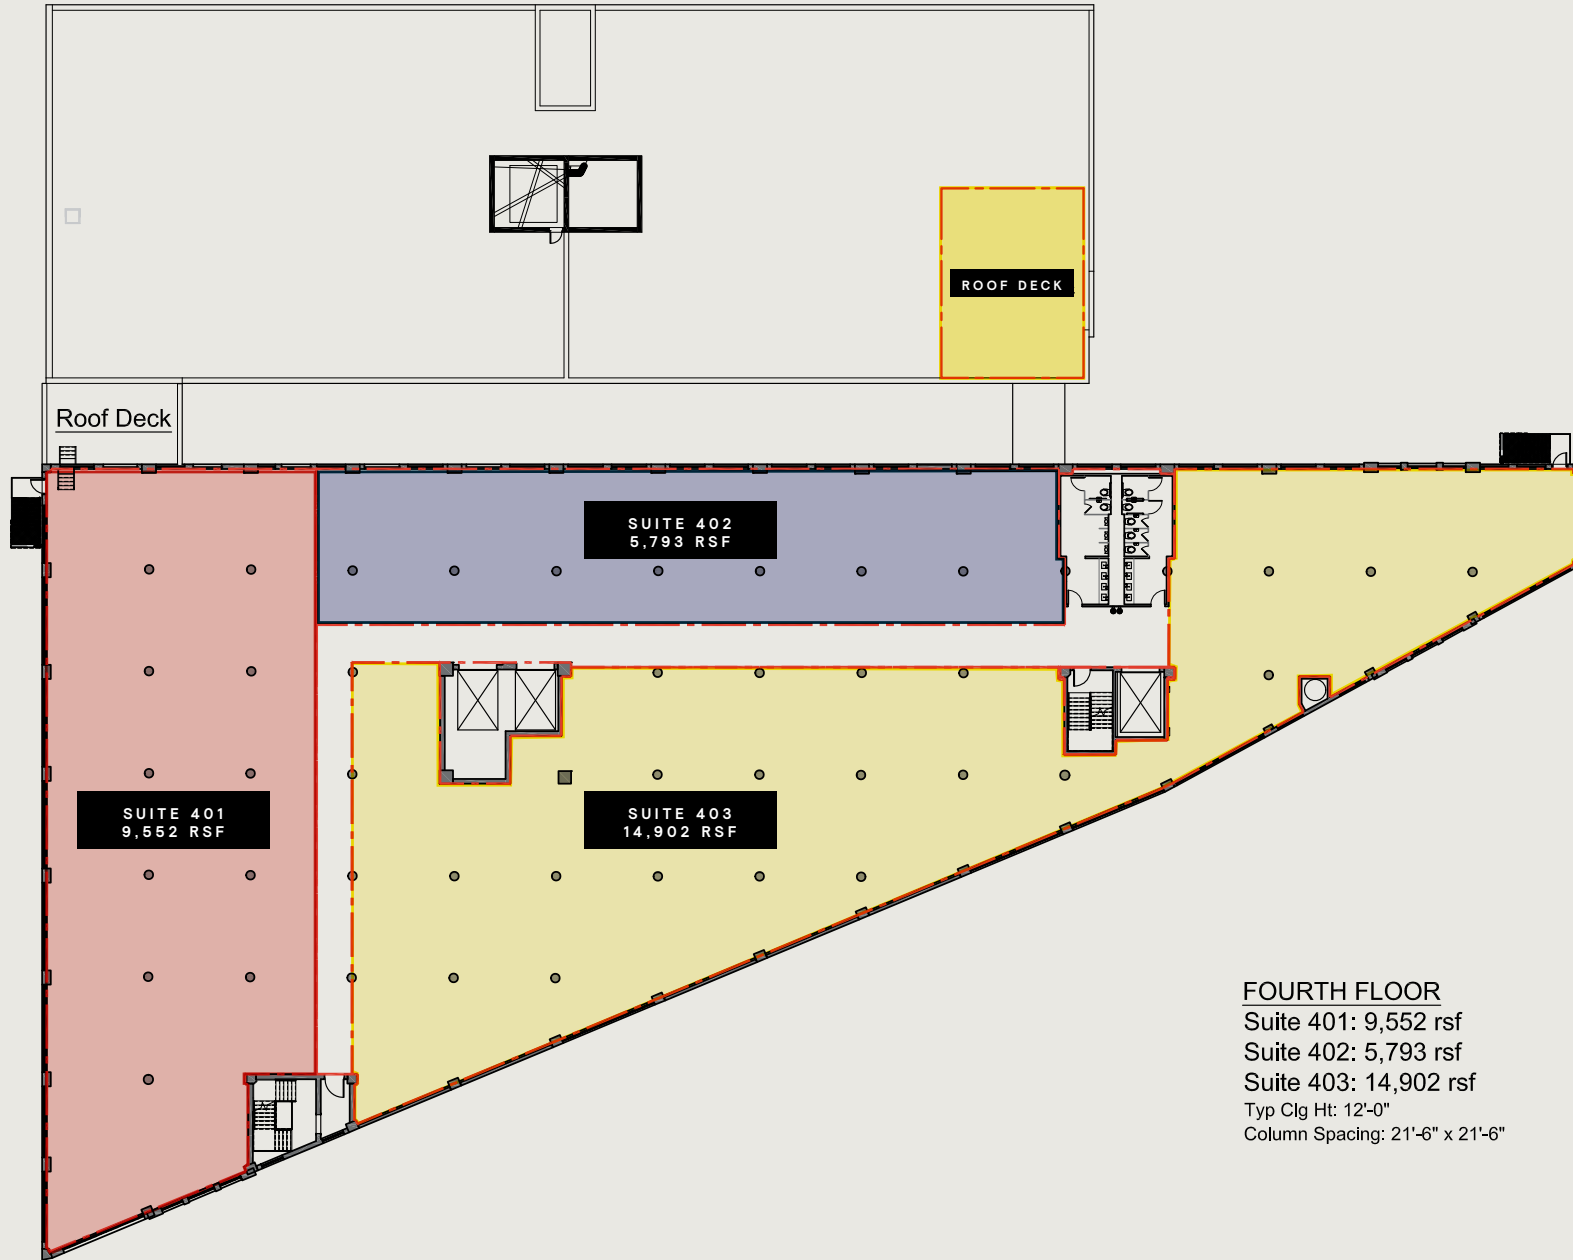 ROOF DECK
Roof Deck
SUITE 402
5,793 RSF
SUITE 401
9,552 RSF
SUITE 403
14,902 RSF
FOURTH FLOOR
Suite 401: 9,552 rsf
Suite 402: 5,793 rsf
Suite 403: 14,902 rsf
Typ Clg Ht: 12'-0"
Column Spacing: 21'-6" x 21'-6"